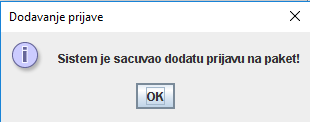 Dodavanje prijave
Sistem je sacuvao dodatu prijavu na paket!
OK